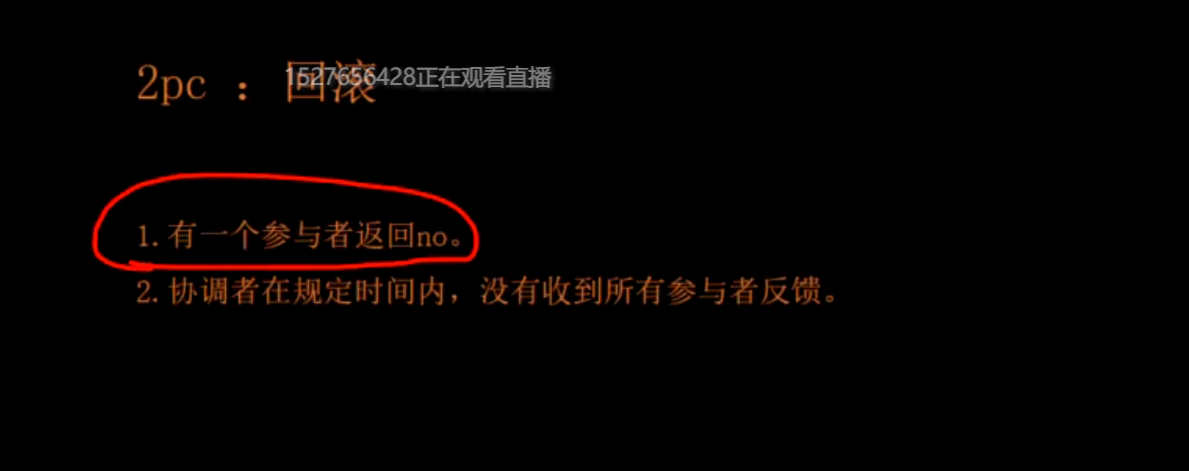 2pc ：回滚
1527656428正在观看直播
1.有一个参与者返回no。
2.协调者在规定时间内，没有收到所有参与者反馈。